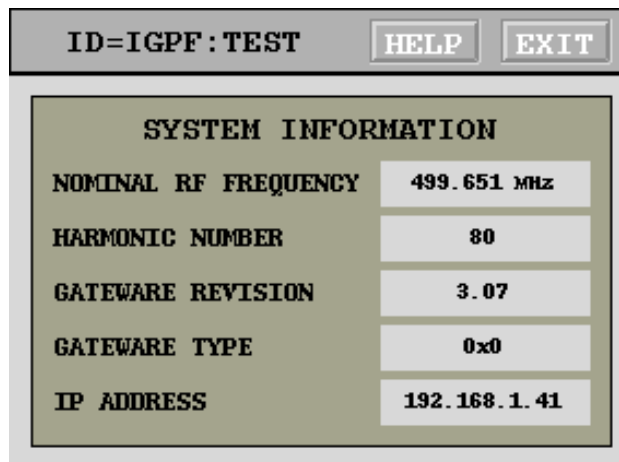 ID=IGPF:TEST HELP EXIT
SYSTEM INFORMATION
NOMINAL RF FREQUENCY 499.651 MHz
HARMONIC NUMBER 80
GATEWARE REVISION 3.07
GATEWARE TYPE 0x0
IP ADDRESS 192.168.1.41